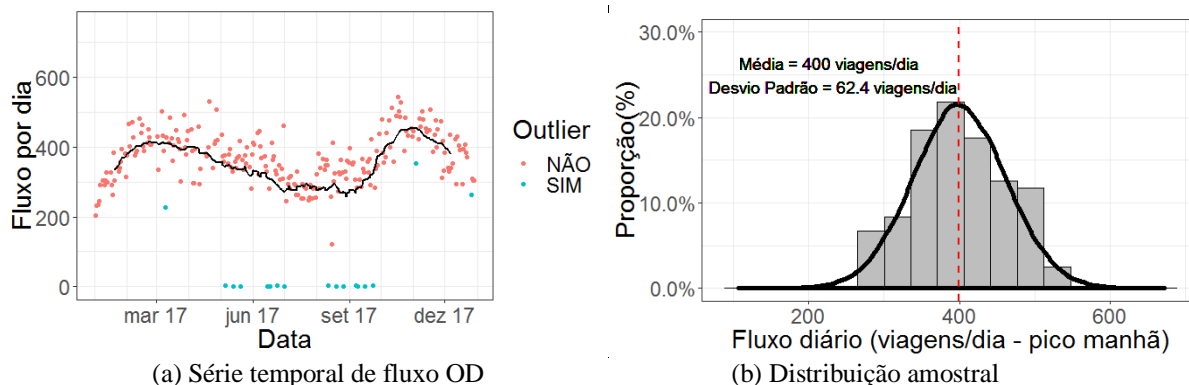 Fluxo por dia
600
400
200
0
mar 17
jun 17
set 17
dez 17
Data
Outlier
NÃO
SIM
(a) Série temporal de fluxo OD
Proporção(%)
30.0%
20.0%
10.0%
0.0%
Média = 400 viagens/dia
Desvio Padrão = 62.4 viagens/dia
200
400
600
Fluxo diário (viagens/dia - pico manhã)
(b) Distribuição amostral